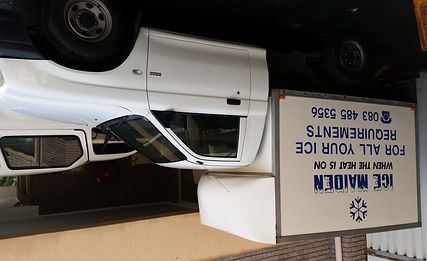 ICE MAIDEN
WHEN THE HEAT IS ON
FOR ALL YOUR ICE
REQUIREMENTS
083 485 5356